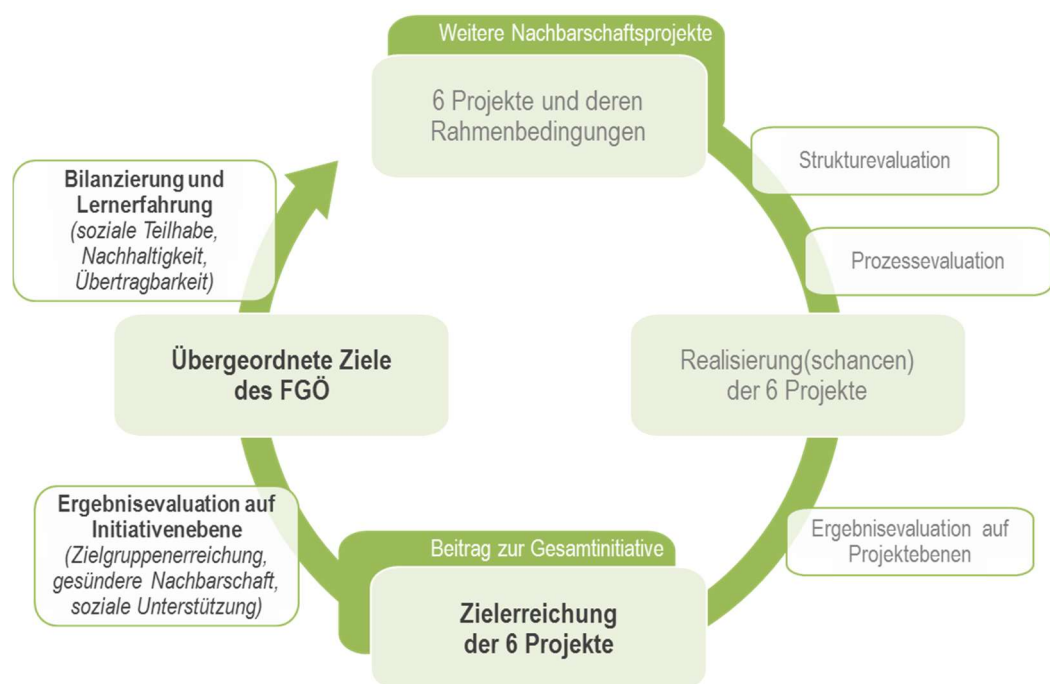 Weitere Nachbarschaftsprojekte
6 Projekte und deren
Rahmenbedingungen
Strukturevaluation
Prozessevaluation
Realisierung(schancen)
der 6 Projekte
Ergebnisevaluation auf
Projektebenen
Beitrag zur Gesamtinitiative
Zielerreichung
der 6 Projekte
Ergebnisevaluation auf
Initiativenebene
(Zielgruppenerreichung,
gesündere Nachbarschaft,
soziale Unterstützung)
Übergeordnete Ziele
des FGÖ
Bilanzierung und
Lernerfahrung
(soziale Teilhabe,
Nachhaltigkeit,
Übertragbarkeit)